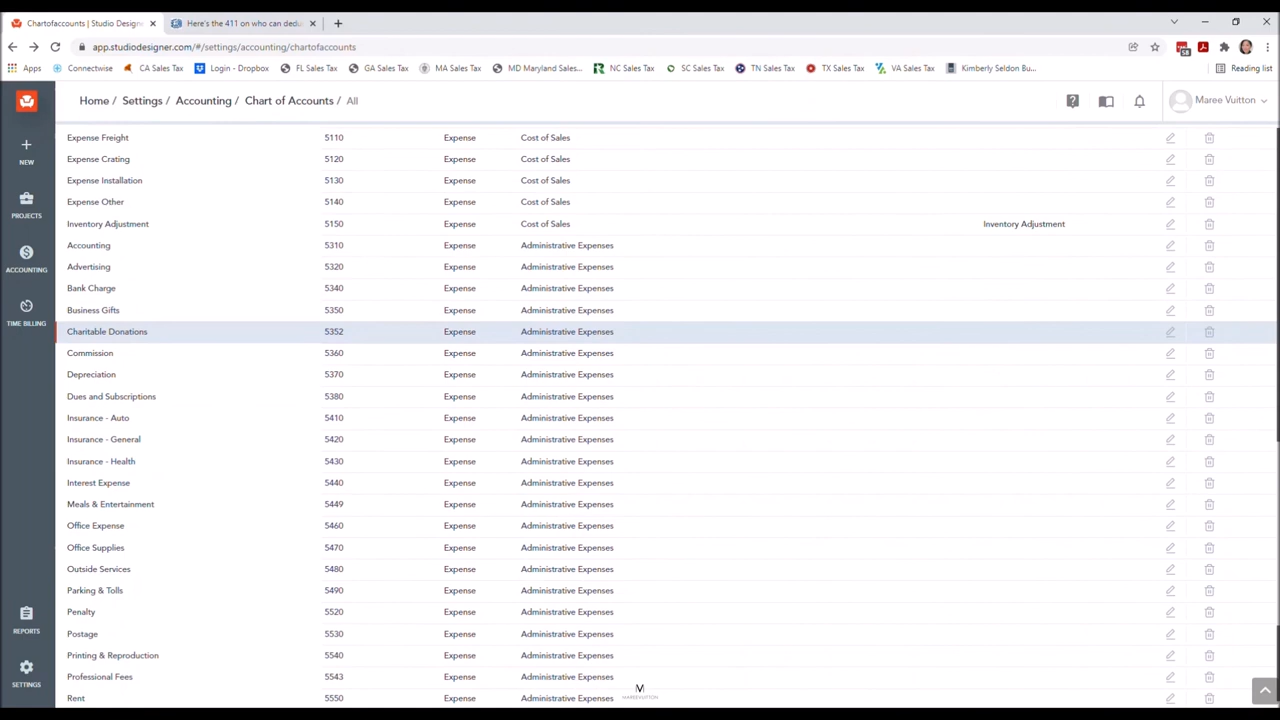 Chartofaccounts | Studio Designe
Here's the 411 on who can dedu
app.studiodesigner.com/#/settings/accounting/chartofaccounts
58
Apps Connectwise CA Sales Tax Login - Dropbox FL Sales Tax GA Sales Tax MA Sales Tax MD Maryland Sales... NC Sales Tax SC Sales Tax TN Sales Tax TX Sales Tax VA Sales Tax Kimberly Seldon Bu... Reading list
Home / Settings / Accounting / Chart of Accounts / All
Maree Vuitton
NEW
PROJECTS
ACCOUNTING
TIME BILLING
REPORTS
SETTINGS
Expense Freight 5110 Expense Cost of Sales
Expense Crating 5120 Expense Cost of Sales
Expense Installation 5130 Expense Cost of Sales
Expense Other 5140 Expense Cost of Sales
Inventory Adjustment 5150 Expense Cost of Sales Inventory Adjustment
Accounting 5310 Expense Administrative Expenses
Advertising 5320 Expense Administrative Expenses
Bank Charge 5340 Expense Administrative Expenses
Business Gifts 5350 Expense Administrative Expenses
Charitable Donations 5352 Expense Administrative Expenses
Commission 5360 Expense Administrative Expenses
Depreciation 5370 Expense Administrative Expenses
Dues and Subscriptions 5380 Expense Administrative Expenses
Insurance - Auto 5410 Expense Administrative Expenses
Insurance - General 5420 Expense Administrative Expenses
Insurance - Health 5430 Expense Administrative Expenses
Interest Expense 5440 Expense Administrative Expenses
Meals & Entertainment 5449 Expense Administrative Expenses
Office Expense 5460 Expense Administrative Expenses
Office Supplies 5470 Expense Administrative Expenses
Outside Services 5480 Expense Administrative Expenses
Parking & Tolls 5490 Expense Administrative Expenses
Penalty 5520 Expense Administrative Expenses
Postage 5530 Expense Administrative Expenses
Printing & Reproduction 5540 Expense Administrative Expenses
Professional Fees 5543 Expense Administrative Expenses
Rent 5550 Expense Administrative Expenses
MAREEVUITTON